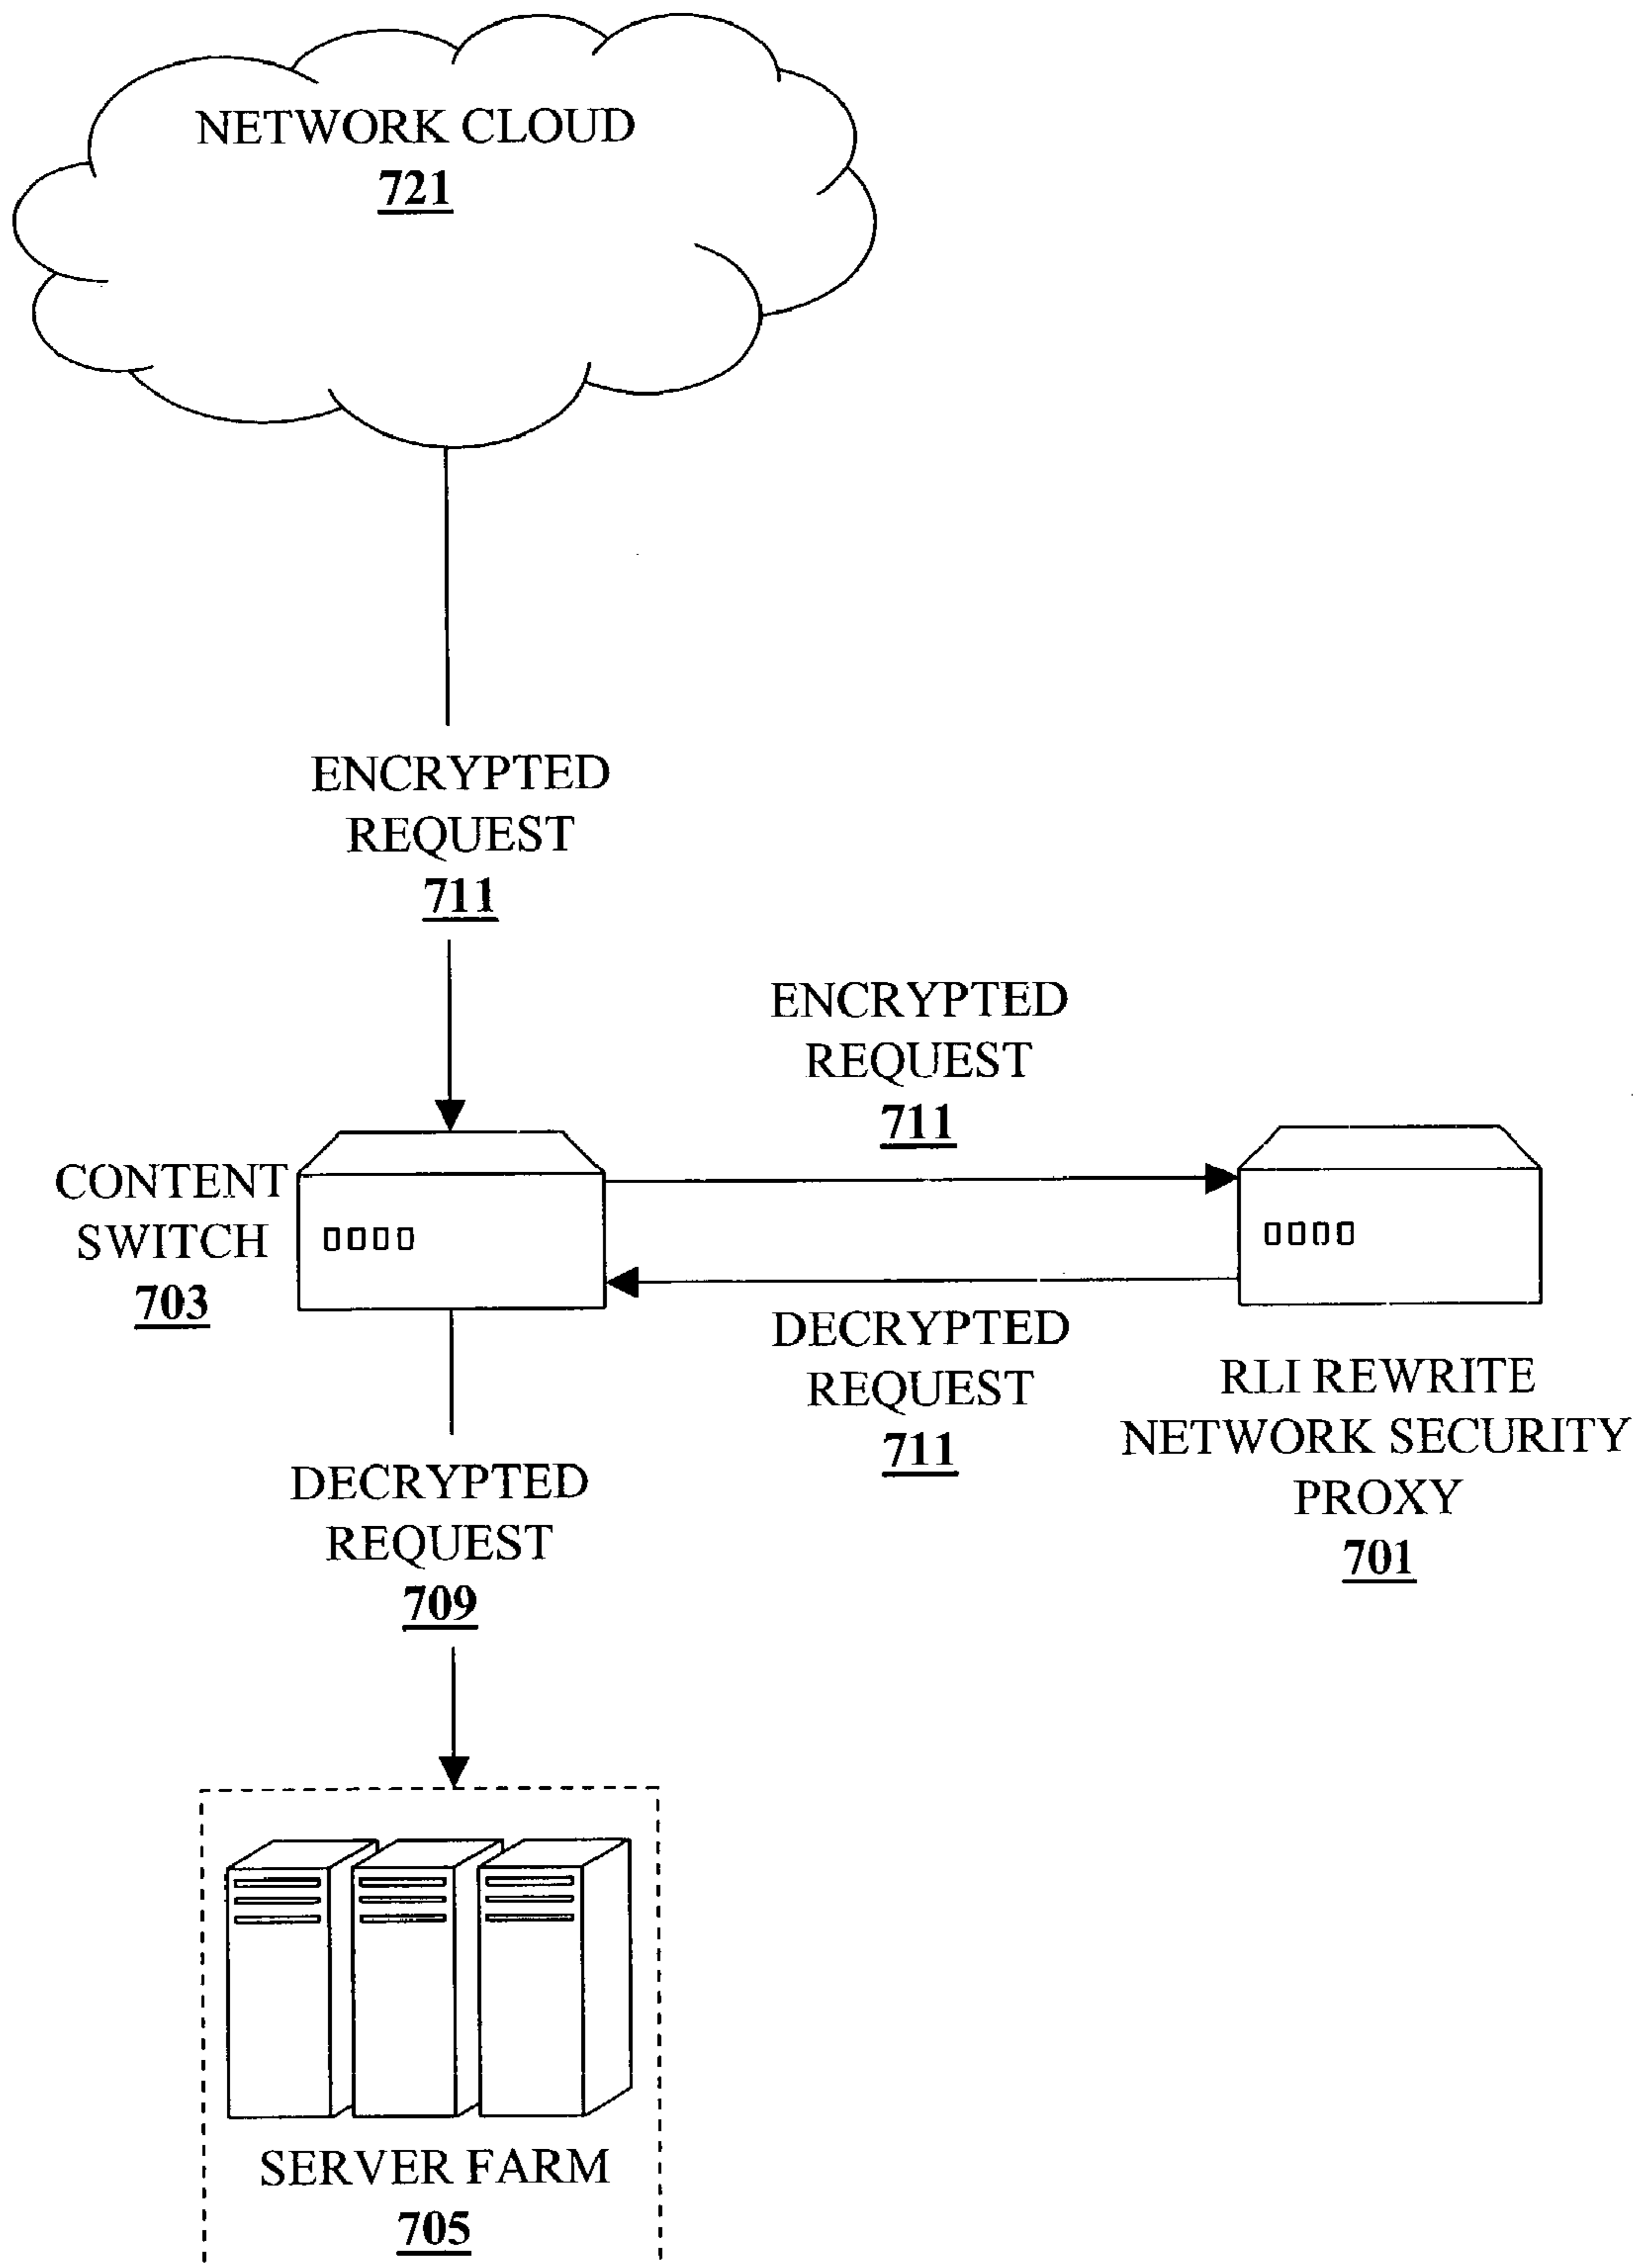 NETWORK CLOUD
721
ENCRYPTED
REQUEST
711
ENCRYPTED
REQUEST
711
CONTENT
SWITCH
703
DECRYPTED
REQUEST
711
RLI REWRITE
NETWORK SECURITY
PROXY
701
DECRYPTED
REQUEST
709
SERVER FARM
705